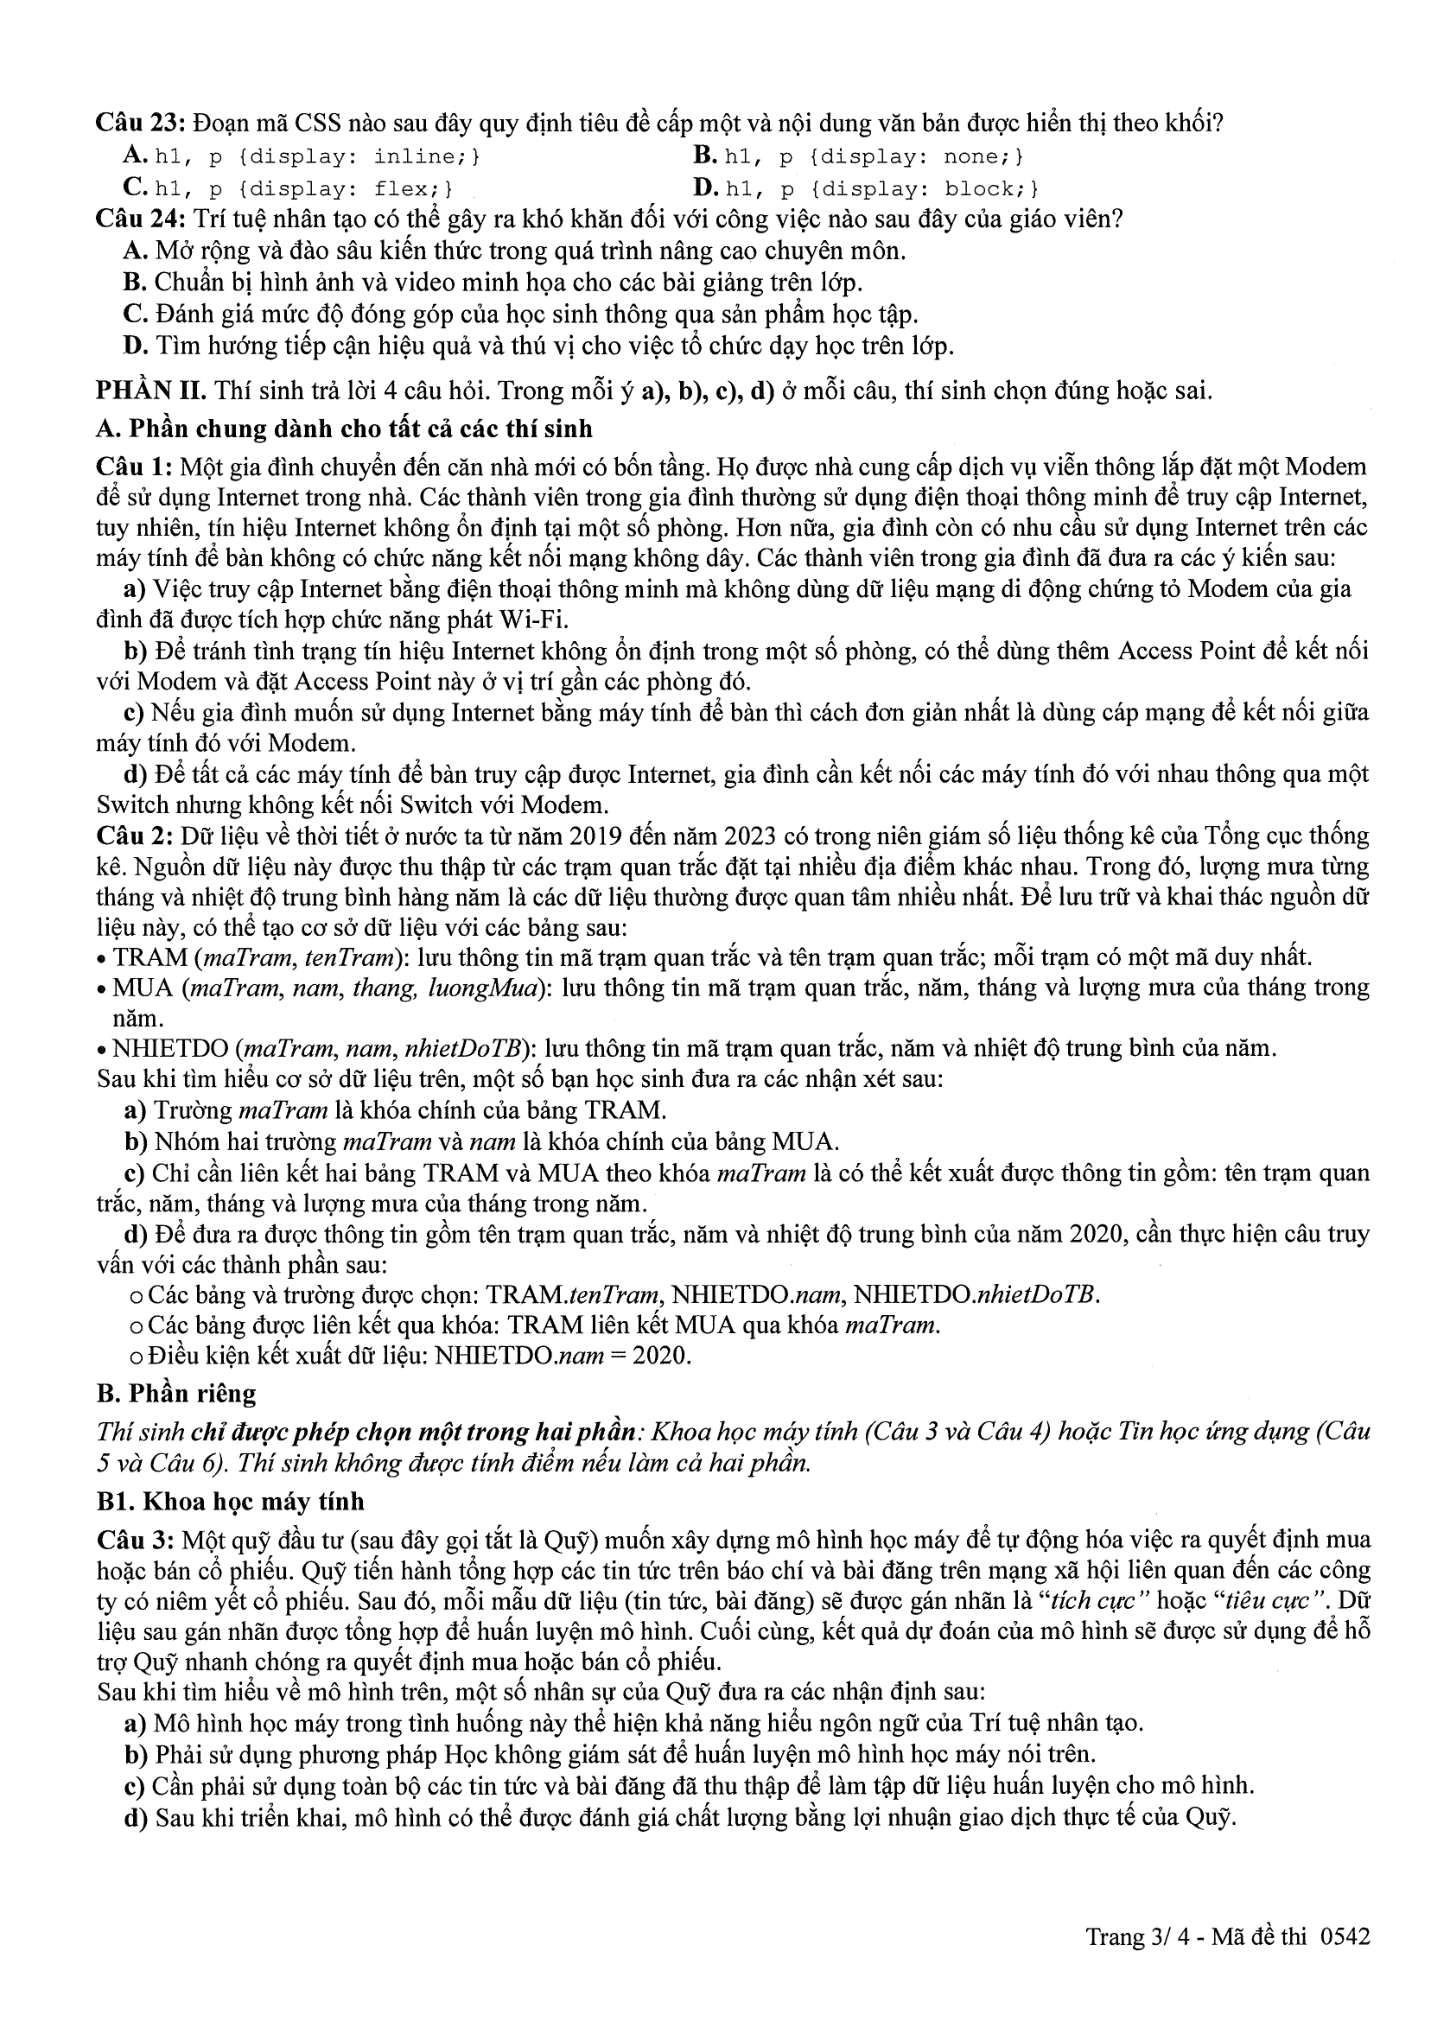 Câu 23: Đoạn mã CSS nào sau đây quy định tiêu đề cấp một và nội dung văn bản được hiển thị theo khối?
A. h1, p {display: inline;} B. h1, p {display: none;}
C. h1, p {display: flex;} D. h1, p {display: block;}
Câu 24: Trí tuệ nhân tạo có thể gây ra khó khăn đối với công việc nào sau đây của giáo viên?
A. Mở rộng và đào sâu kiến thức trong quá trình nâng cao chuyên môn.
B. Chuẩn bị hình ảnh và video minh họa cho các bài giảng trên lớp.
C. Đánh giá mức độ đóng góp của học sinh thông qua sản phẩm học tập.
D. Tìm hướng tiếp cận hiệu quả và thú vị cho việc tổ chức dạy học trên lớp.
PHẦN II. Thí sinh trả lời 4 câu hỏi. Trong mỗi ý a), b), c), d) ở mỗi câu, thí sinh chọn đúng hoặc sai.
A. Phần chung dành cho tất cả các thí sinh
Câu 1: Một gia đình chuyển đến căn nhà mới có bốn tầng. Họ được nhà cung cấp dịch vụ viễn thông lắp đặt một Modem
để sử dụng Internet trong nhà. Các thành viên trong gia đình thường sử dụng điện thoại thông minh để truy cập Internet,
tuy nhiên, tín hiệu Internet không ổn định tại một số phòng. Hơn nữa, gia đình còn có nhu cầu sử dụng Internet trên các
máy tính để bàn không có chức năng kết nối mạng không dây. Các thành viên trong gia đình đã đưa ra các ý kiến sau:
a) Việc truy cập Internet bằng điện thoại thông minh mà không dùng dữ liệu mạng di động chứng tỏ Modem của gia
đình đã được tích hợp chức năng phát Wi-Fi.
b) Để tránh tình trạng tín hiệu Internet không ổn định trong một số phòng, có thể dùng thêm Access Point để kết nối
với Modem và đặt Access Point này ở vị trí gần các phòng đó.
c) Nếu gia đình muốn sử dụng Internet bằng máy tính để bàn thì cách đơn giản nhất là dùng cáp mạng để kết nối giữa
máy tính đó với Modem.
d) Để tất cả các máy tính để bàn truy cập được Internet, gia đình cần kết nối các máy tính đó với nhau thông qua một
Switch nhưng không kết nối Switch với Modem.
Câu 2: Dữ liệu về thời tiết ở nước ta từ năm 2019 đến năm 2023 có trong niên giám số liệu thống kê của Tổng cục thống
kê. Nguồn dữ liệu này được thu thập từ các trạm quan trắc đặt tại nhiều địa điểm khác nhau. Trong đó, lượng mưa từng
tháng và nhiệt độ trung bình hàng năm là các dữ liệu thường được quan tâm nhiều nhất. Để lưu trữ và khai thác nguồn dữ
liệu này, có thể tạo cơ sở dữ liệu với các bảng sau:
• TRAM (maTram, tenTram): lưu thông tin mã trạm quan trắc và tên trạm quan trắc; mỗi trạm có một mã duy nhất.
• MUA (maTram, nam, thang, luongMua): lưu thông tin mã trạm quan trắc, năm, tháng và lượng mưa của tháng trong
năm.
• NHIETDO (maTram, nam, nhietDoTB): lưu thông tin mã trạm quan trắc, năm và nhiệt độ trung bình của năm.
Sau khi tìm hiểu cơ sở dữ liệu trên, một số bạn học sinh đưa ra các nhận xét sau:
a) Trường maTram là khóa chính của bảng TRAM.
b) Nhóm hai trường maTram và nam là khóa chính của bảng MUA.
c) Chỉ cần liên kết hai bảng TRAM và MUA theo khóa maTram là có thể kết xuất được thông tin gồm: tên trạm quan
trắc, năm, tháng và lượng mưa của tháng trong năm.
d) Để đưa ra được thông tin gồm tên trạm quan trắc, năm và nhiệt độ trung bình của năm 2020, cần thực hiện câu truy
vấn với các thành phần sau:
o Các bảng và trường được chọn: TRAM.tenTram, NHIETDO.nam, NHIETDO.nhietDoTB.
o Các bảng được liên kết qua khóa: TRAM liên kết MUA qua khóa maTram.
o Điều kiện kết xuất dữ liệu: NHIETDO.nam = 2020.
B. Phần riêng
Thí sinh chỉ được phép chọn một trong hai phần: Khoa học máy tính (Câu 3 và Câu 4) hoặc Tin học ứng dụng (Câu
5 và Câu 6). Thí sinh không được tính điểm nếu làm cả hai phần.
B1. Khoa học máy tính
Câu 3: Một quỹ đầu tư (sau đây gọi tắt là Quỹ) muốn xây dựng mô hình học máy để tự động hóa việc ra quyết định mua
hoặc bán cổ phiếu. Quỹ tiến hành tổng hợp các tin tức trên báo chí và bài đăng trên mạng xã hội liên quan đến các công
ty có niêm yết cổ phiếu. Sau đó, mỗi mẫu dữ liệu (tin tức, bài đăng) sẽ được gán nhãn là “tích cực” hoặc “tiêu cực”. Dữ
liệu sau gán nhãn được tổng hợp để huấn luyện mô hình. Cuối cùng, kết quả dự đoán của mô hình sẽ được sử dụng để hỗ
trợ Quỹ nhanh chóng ra quyết định mua hoặc bán cổ phiếu.
Sau khi tìm hiểu về mô hình trên, một số nhân sự của Quỹ đưa ra các nhận định sau:
a) Mô hình học máy trong tình huống này thể hiện khả năng hiểu ngôn ngữ của Trí tuệ nhân tạo.
b) Phải sử dụng phương pháp Học không giám sát để huấn luyện mô hình học máy nói trên.
c) Cần phải sử dụng toàn bộ các tin tức và bài đăng đã thu thập để làm tập dữ liệu huấn luyện cho mô hình.
d) Sau khi triển khai, mô hình có thể được đánh giá chất lượng bằng lợi nhuận giao dịch thực tế của Quỹ.
Trang 3/ 4 - Mã đề thi 0542